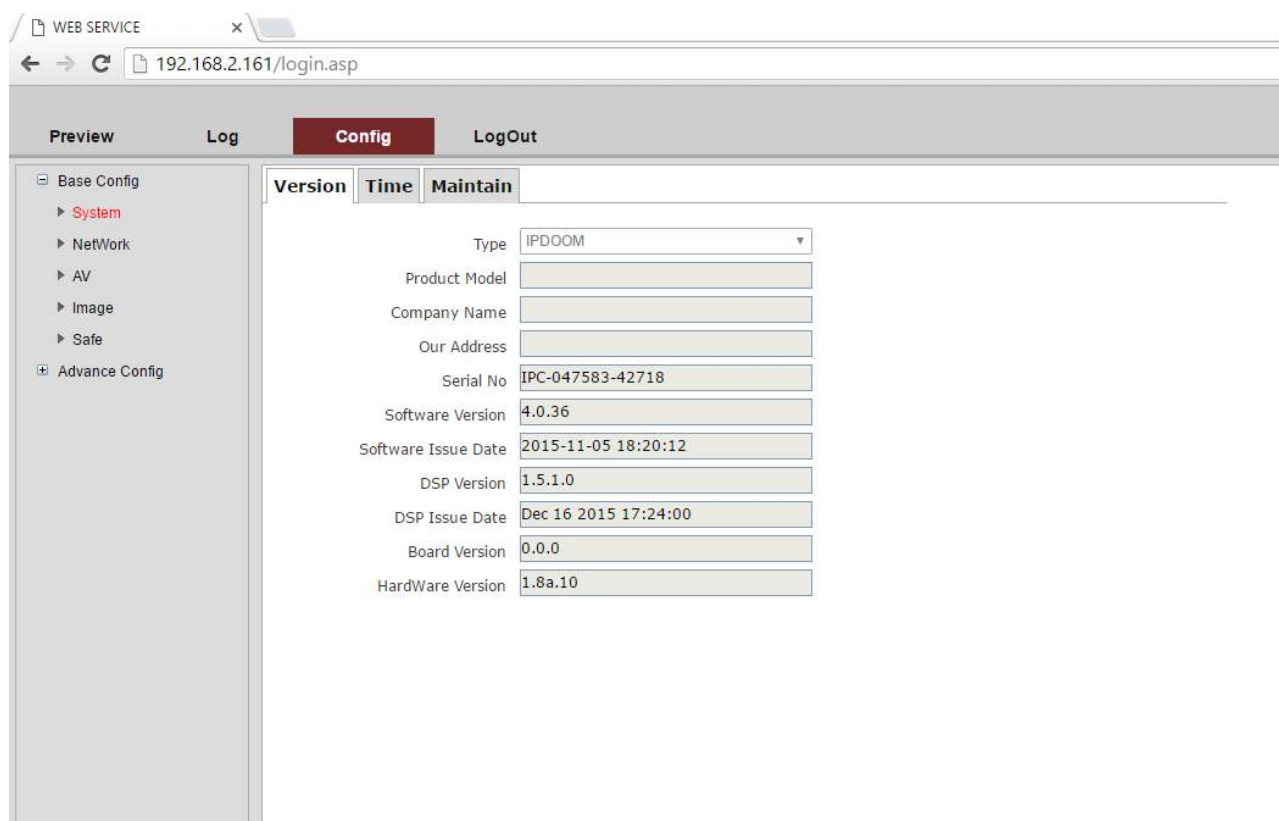 WEB SERVICE
192.168.2.161/login.asp
Preview Log Config LogOut
Base Config
System
NetWork
AV
Image
Safe
Advance Config
Version Time Maintain
Type IPDOOM
Product Model
Company Name
Our Address
Serial No IPC-047583-42718
Software Version 4.0.36
Software Issue Date 2015-11-05 18:20:12
DSP Version 1.5.1.0
DSP Issue Date Dec 16 2015 17:24:00
Board Version 0.0.0
HardWare Version 1.8a.10